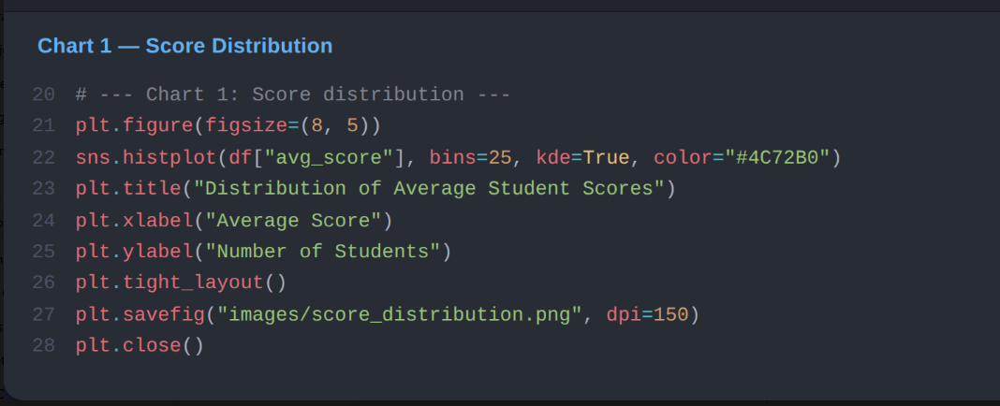 Chart 1 — Score Distribution
20 # --- Chart 1: Score distribution ---
21 plt.figure(figsize=(8, 5))
22 sns.histplot(df["avg_score"], bins=25, kde=True, color="#4C72B0")
23 plt.title("Distribution of Average Student Scores")
24 plt.xlabel("Average Score")
25 plt.ylabel("Number of Students")
26 plt.tight_layout()
27 plt.savefig("images/score_distribution.png", dpi=150)
28 plt.close()